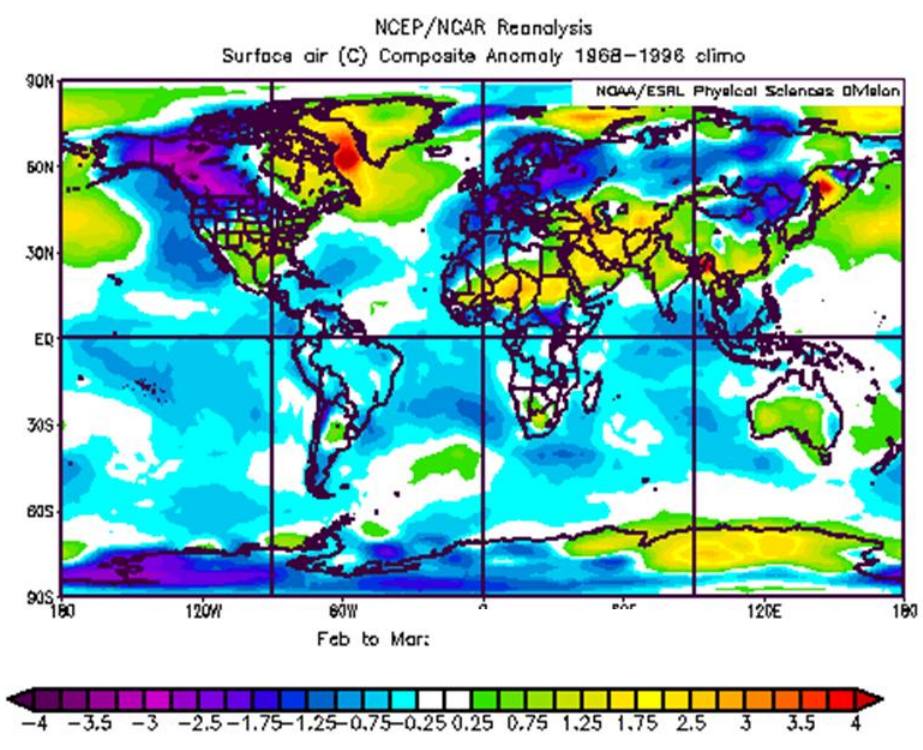 NCEP/NCAR Reanalysis
Surface air (C) Composite Anomaly 1968-1996 climo
NOAA/ESRL Physical Sciences Division
90N
60N
30N
EQ
30S
60S
90S
180 120W 60W 120E 180
Feb to Mar:
-4 -3.5 -3 -2.5 -1.75 -1.25 -0.75 -0.25 0.25 0.75 1.25 1.75 2.5 3 3.5 4